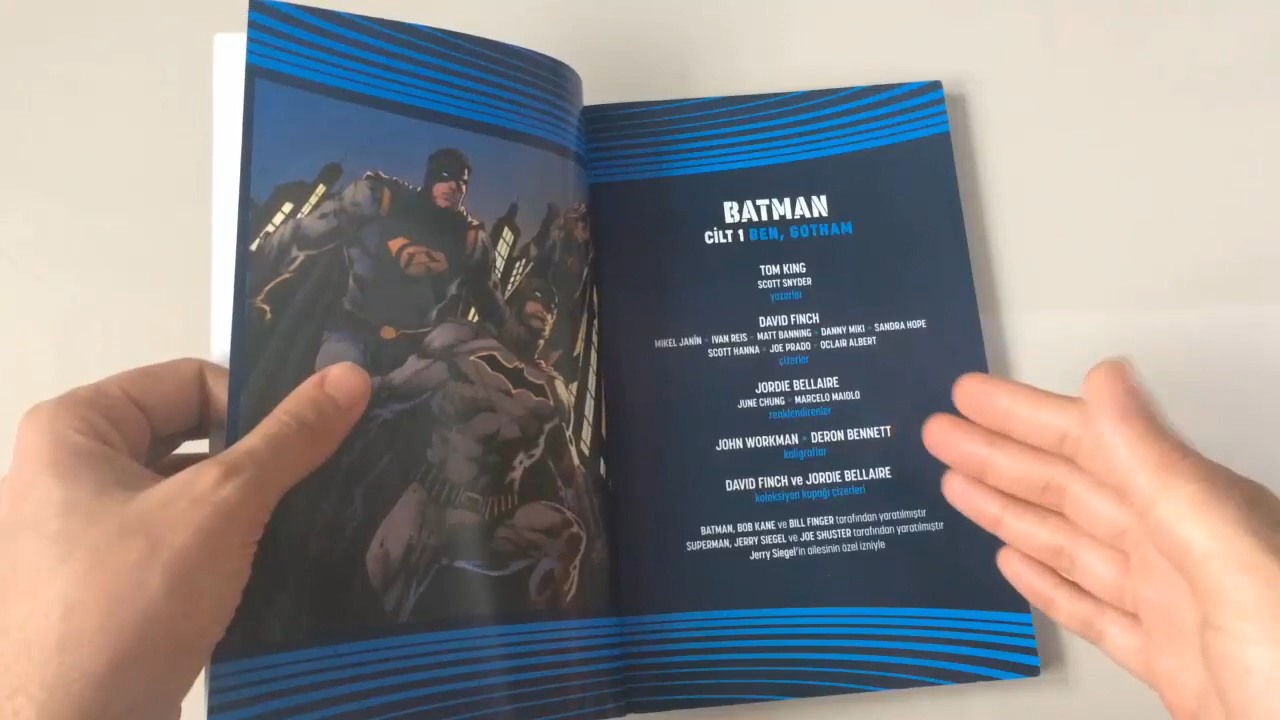 BATMAN
CİLT 1 BEN, GOTHAM
TOM KING
SCOTT SNYDER
yazarlar
DAVID FINCH
MIKEL JANÍN • IVAN REIS • MATT BANNING • DANNY MIKI • SANDRA HOPE
SCOTT HANNA • JOE PRADO • OCLAIR ALBERT
çizerler
JORDIE BELLAIRE
JUNE CHUNG • MARCELO MAIOLO
renklendirenler
JOHN WORKMAN • DERON BENNETT
kaligraflar
DAVID FINCH ve JORDIE BELLAIRE
koleksiyon kapağı çizerleri
BATMAN, BOB KANE ve BILL FINGER tarafından yaratılmıştır
SUPERMAN, JERRY SIEGEL ve JOE SHUSTER tarafından yaratılmıştır
Jerry Siegel'in ailesinin özel izniyle